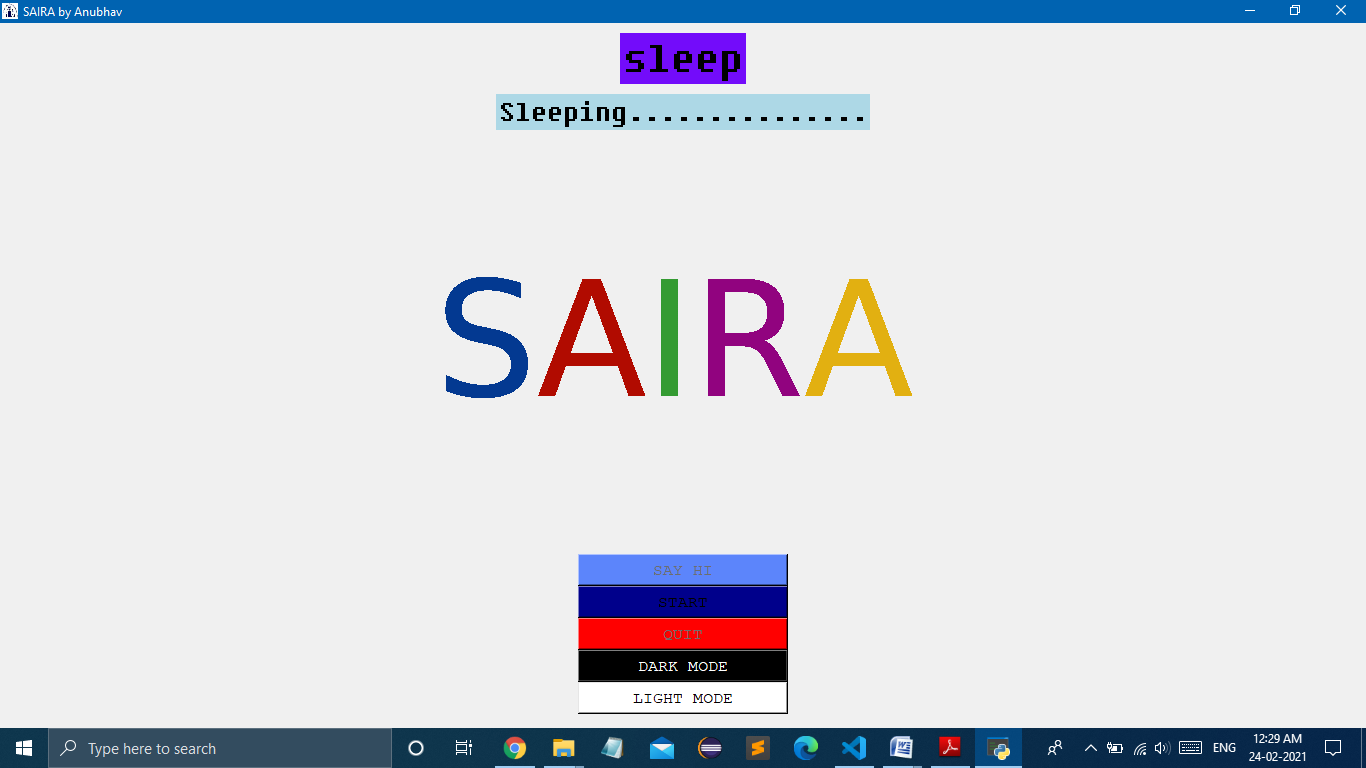 SAIRA by Anubhav
sleep
Sleeping...............
SAIRA
SAY HI
START
QUIT
DARK MODE
LIGHT MODE
Type here to search
ENG
12:29 AM
24-02-2021